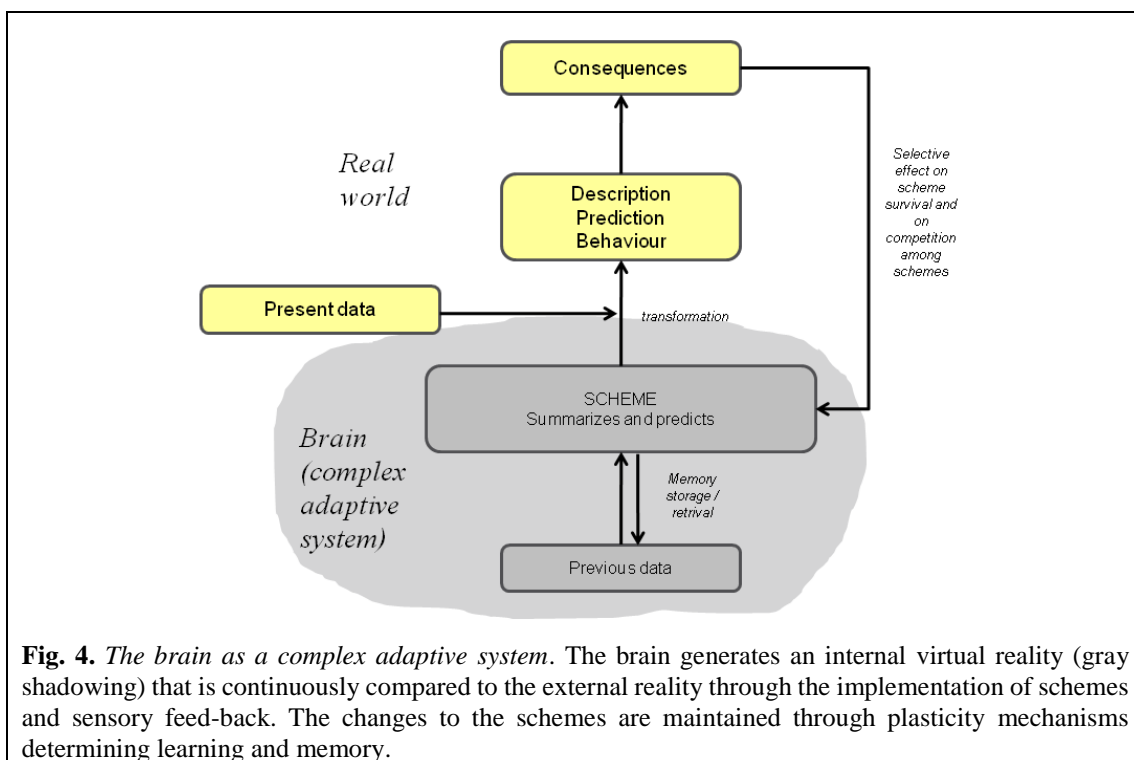 Consequences
Real
world
Selective
effect on
scheme
survival and
on
competition
among
schemes
Description
Prediction
Behaviour
Present data
transformation
SCHEME
Summarizes and predicts
Brain
(complex
adaptive
system)
Memory
storage /
retrival
Previous data
Fig. 4. The brain as a complex adaptive system. The brain generates an internal virtual reality (gray
shadowing) that is continuously compared to the external reality through the implementation of schemes
and sensory feed-back. The changes to the schemes are maintained through plasticity mechanisms
determining learning and memory.